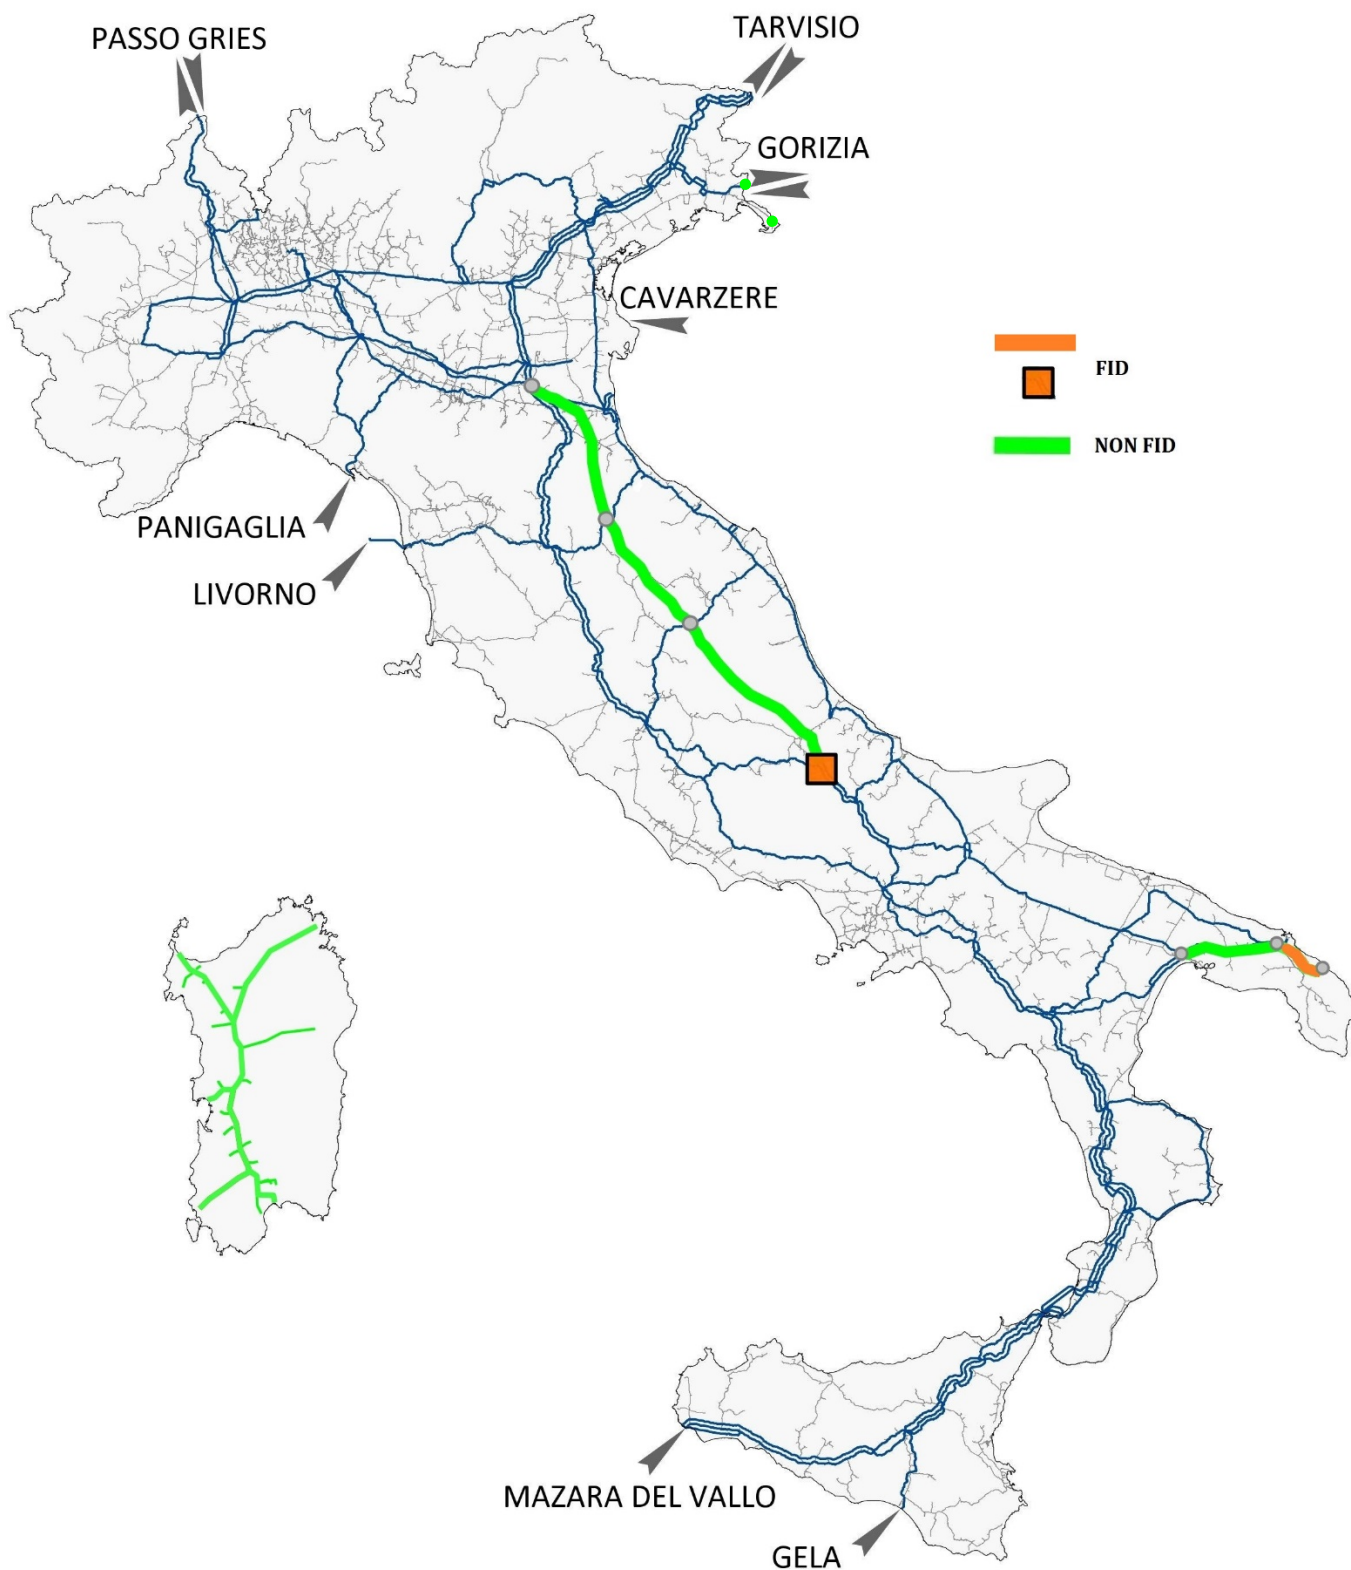 PASSO GRIES
TARVISIO
GORIZIA
CAVARZERE
FID
NON FID
PANIGAGLIA
LIVORNO
MAZARA DEL VALLO
GELA